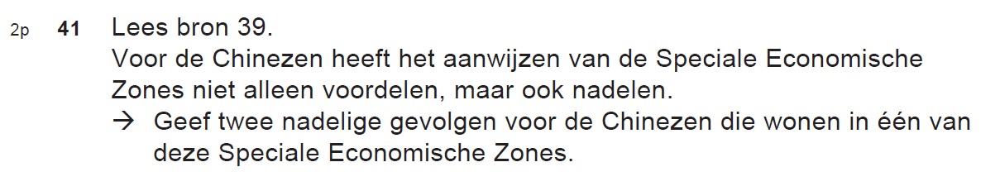 2p 41 Lees bron 39.
Voor de Chinezen heeft het aanwijzen van de Speciale Economische
Zones niet alleen voordelen, maar ook nadelen.
→ Geef twee nadelige gevolgen voor de Chinezen die wonen in één van
deze Speciale Economische Zones.